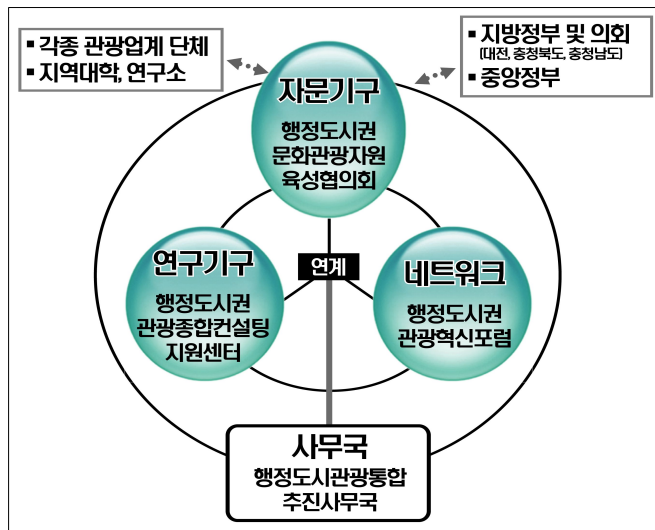 ▪ 각종 관광업계 단체
▪ 지역대학, 연구소
▪ 지방정부 및 의회
(대전, 충청북도, 충청남도)
▪ 중앙정부
자문기구
행정도시권
문화관광자원
육성협의회
연계
연구기구
행정도시권
관광종합컨설팅
지원센터
네트워크
행정도시권
관광혁신포럼
사무국
행정도시관광통합
추진사무국